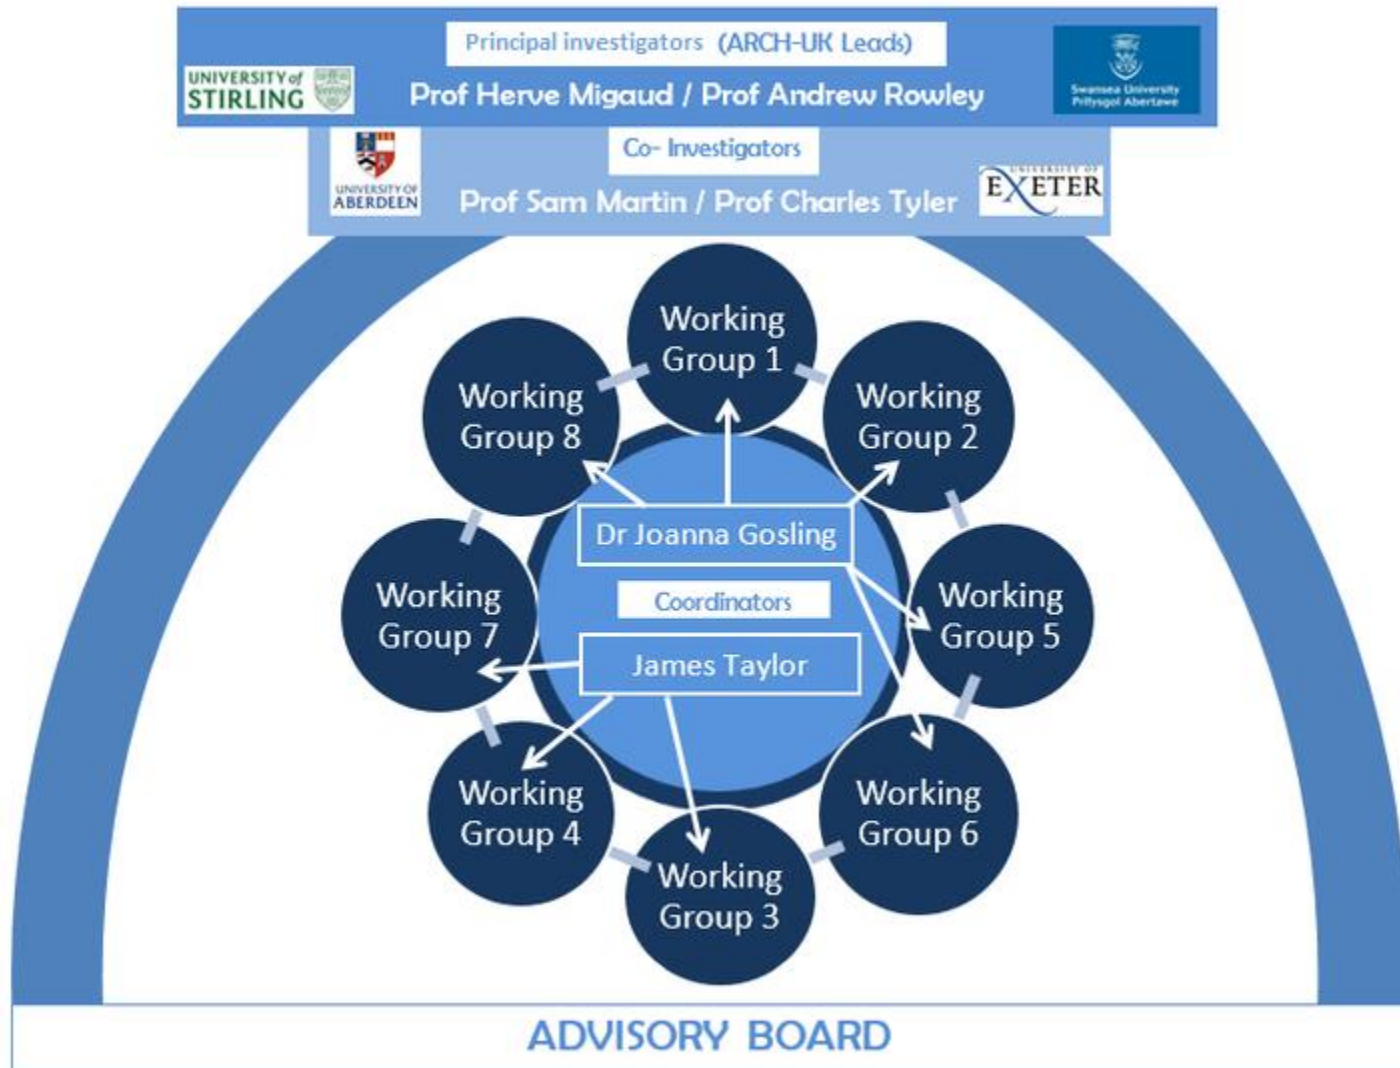 Principal investigators (ARCH-UK Leads)
UNIVERSITY of
STIRLING
Prof Herve Migaud / Prof Andrew Rowley
Swansea University
Prifysgol Abertawe
Co- Investigators
UNIVERSITY OF
ABERDEEN
Prof Sam Martin / Prof Charles Tyler
UNIVERSITY OF
EXETER
Working
Group 1
Working
Group 8
Working
Group 2
Dr Joanna Gosling
Coordinators
Working
Group 7
Working
Group 5
James Taylor
Working
Group 4
Working
Group 6
Working
Group 3
ADVISORY BOARD